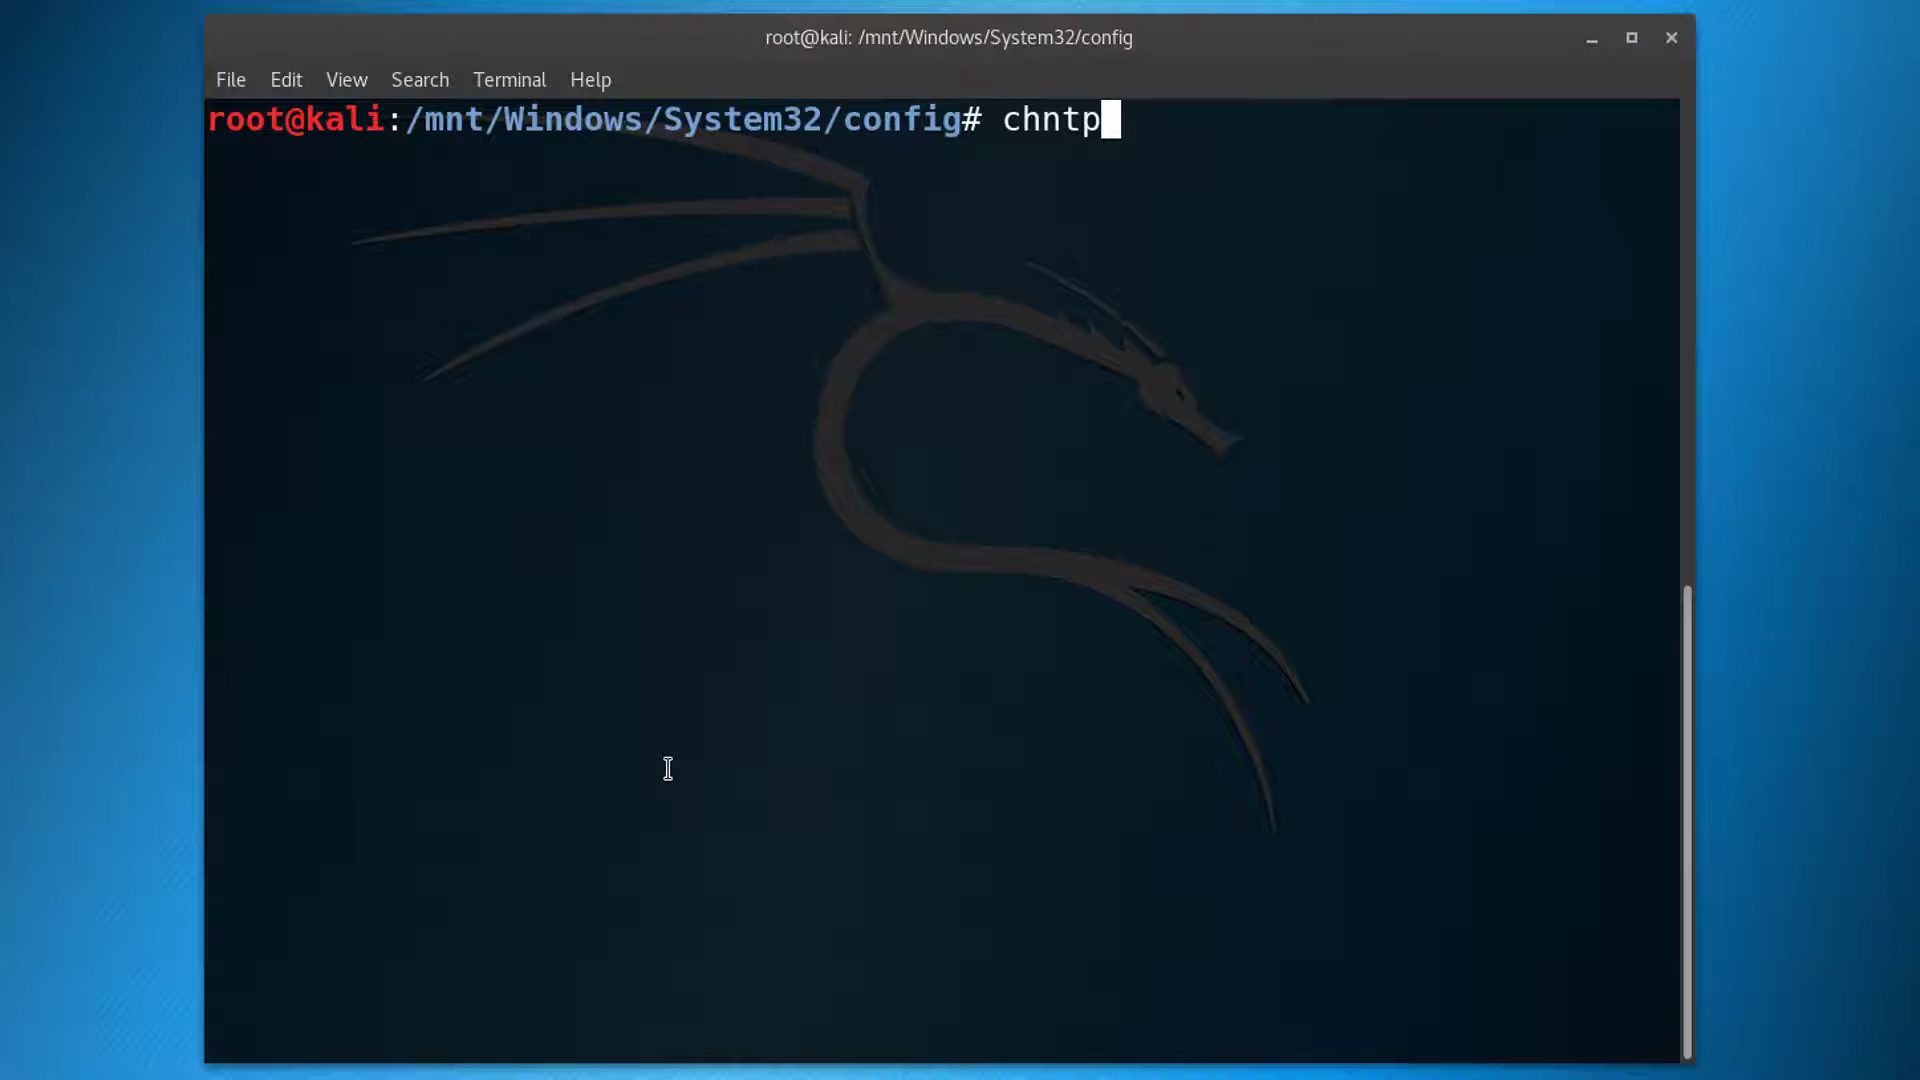 root@kali: /mnt/Windows/System32/config
File Edit View Search Terminal Help
root@kali:/mnt/Windows/System32/config# chntp